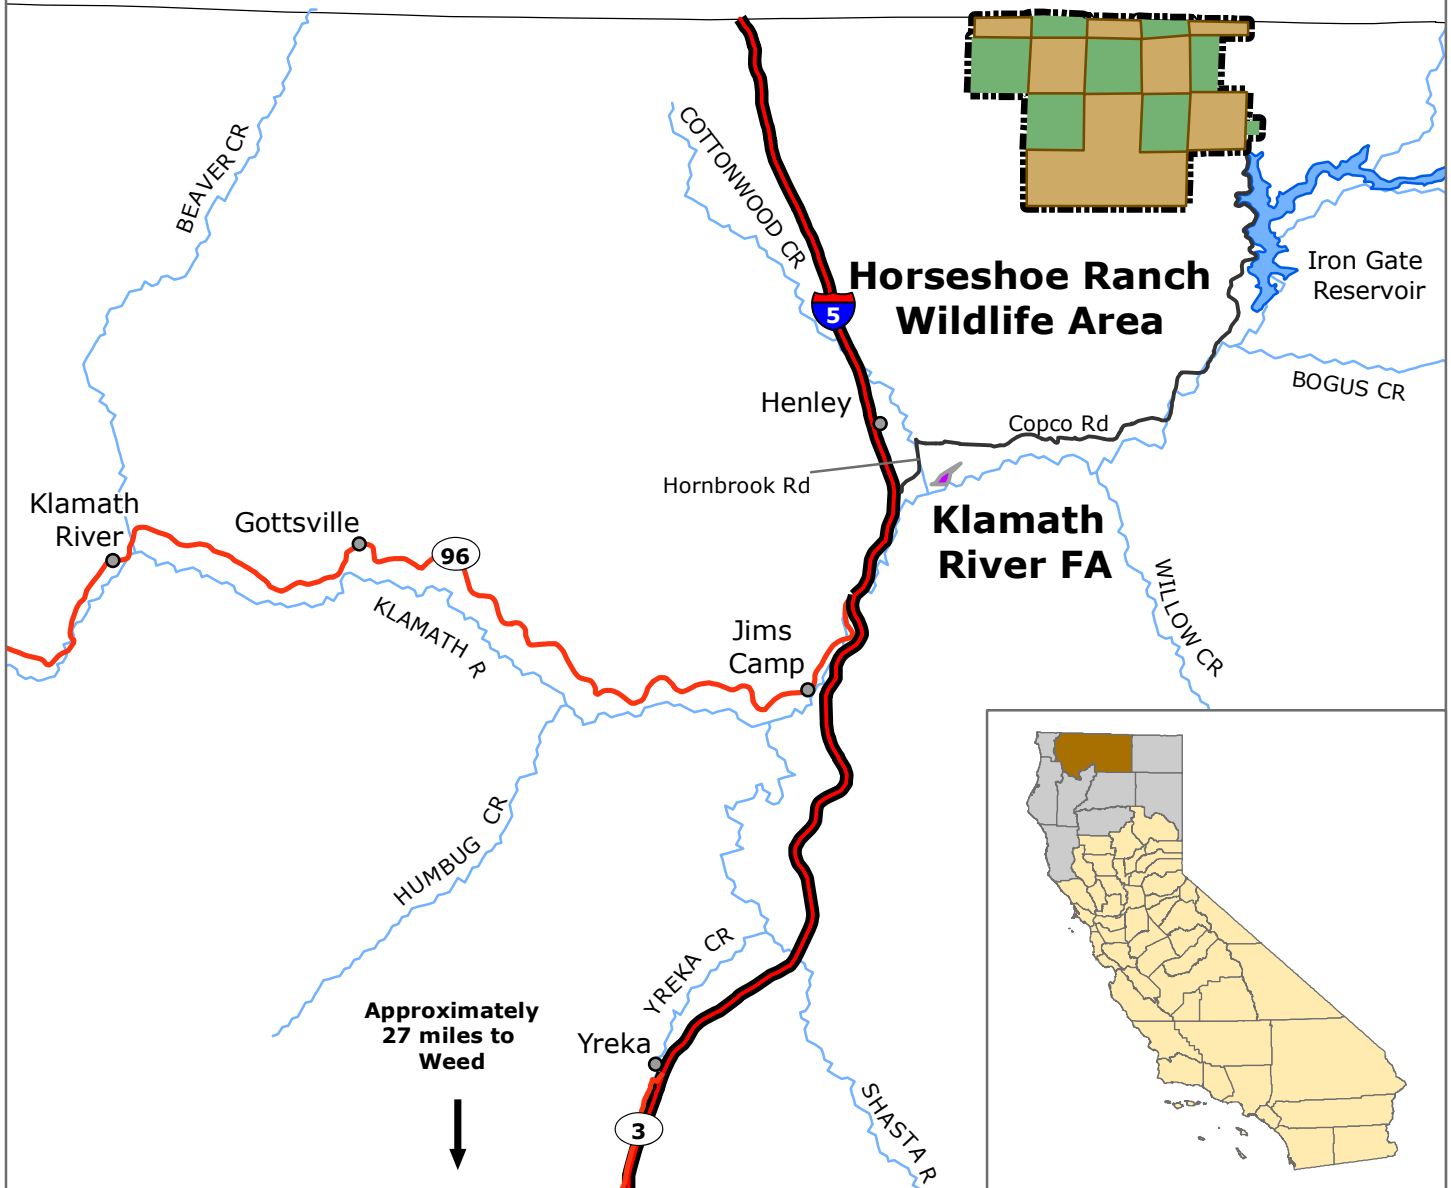 BEAVER CR
COTTONWOOD CR
Horseshoe Ranch
Wildlife Area
Iron Gate
Reservoir
5
BOGUS CR
Henley
Copco Rd
Hornbrook Rd
Klamath
River
Gottsville
96
Klamath
River FA
KLAMATH R
WILLOW CR
Jims
Camp
HUMBUG CR
YREKA CR
Approximately
27 miles to
Weed
Yreka
3
SHASTA R